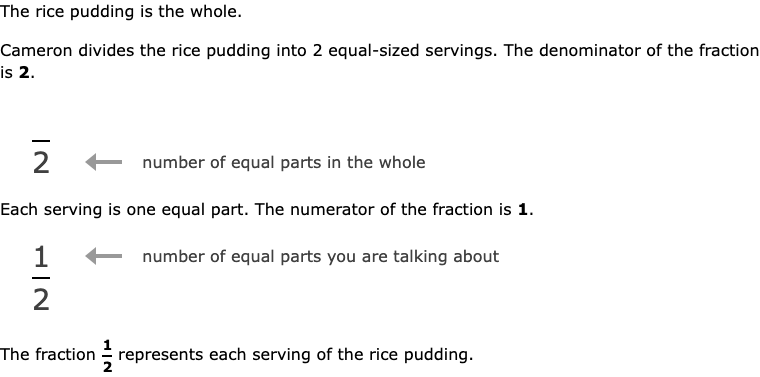 The rice pudding is the whole.
Cameron divides the rice pudding into 2 equal-sized servings. The denominator of the fraction
is 2.
2 ← number of equal parts in the whole
Each serving is one equal part. The numerator of the fraction is 1.
1 ← number of equal parts you are talking about
2
The fraction 1/2 represents each serving of the rice pudding.